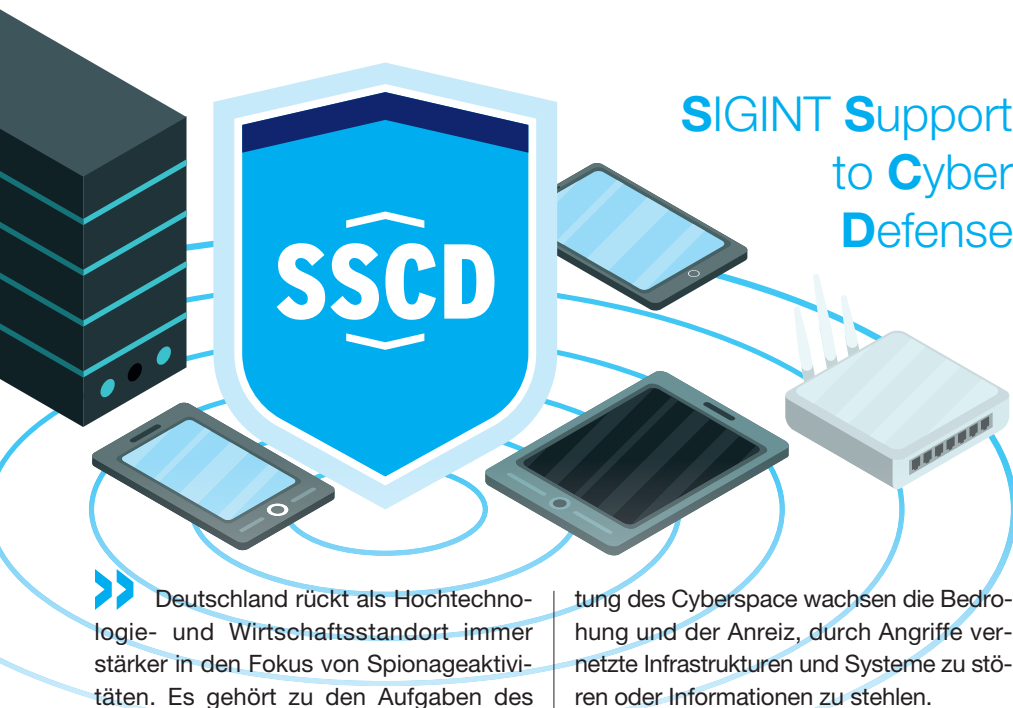 SIGINT Support
to Cyber
Defense
SSCD
Deutschland rückt als Hochtechno-
logie- und Wirtschaftsstandort immer
stärker in den Fokus von Spionageaktivi-
täten. Es gehört zu den Aufgaben des
tung des Cyberspace wachsen die Bedro-
hung und der Anreiz, durch Angriffe ver-
netzte Infrastrukturen und Systeme zu stö-
ren oder Informationen zu stehlen.